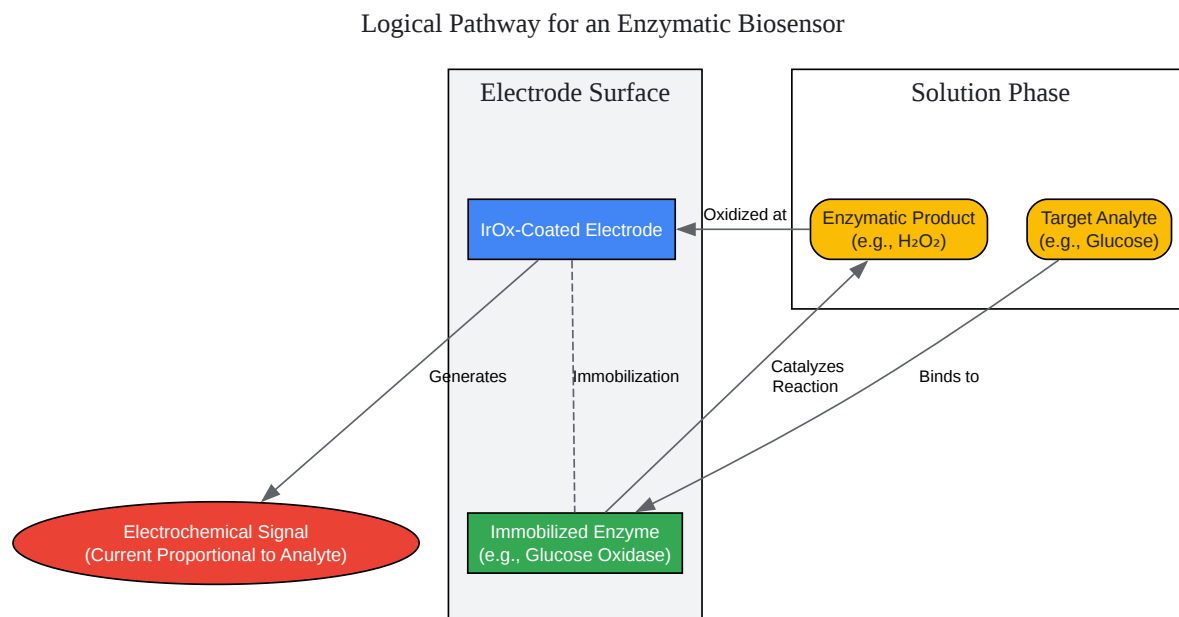 Logical Pathway for an Enzymatic Biosensor
Electrode Surface
Solution Phase
IrOx-Coated Electrode
Oxidized at
Enzymatic Product
(e.g., H₂O₂)
Target Analyte
(e.g., Glucose)
Generates
Immobilization
Catalyzes
Reaction
Binds to
Electrochemical Signal
(Current Proportional to Analyte)
Immobilized Enzyme
(e.g., Glucose Oxidase)